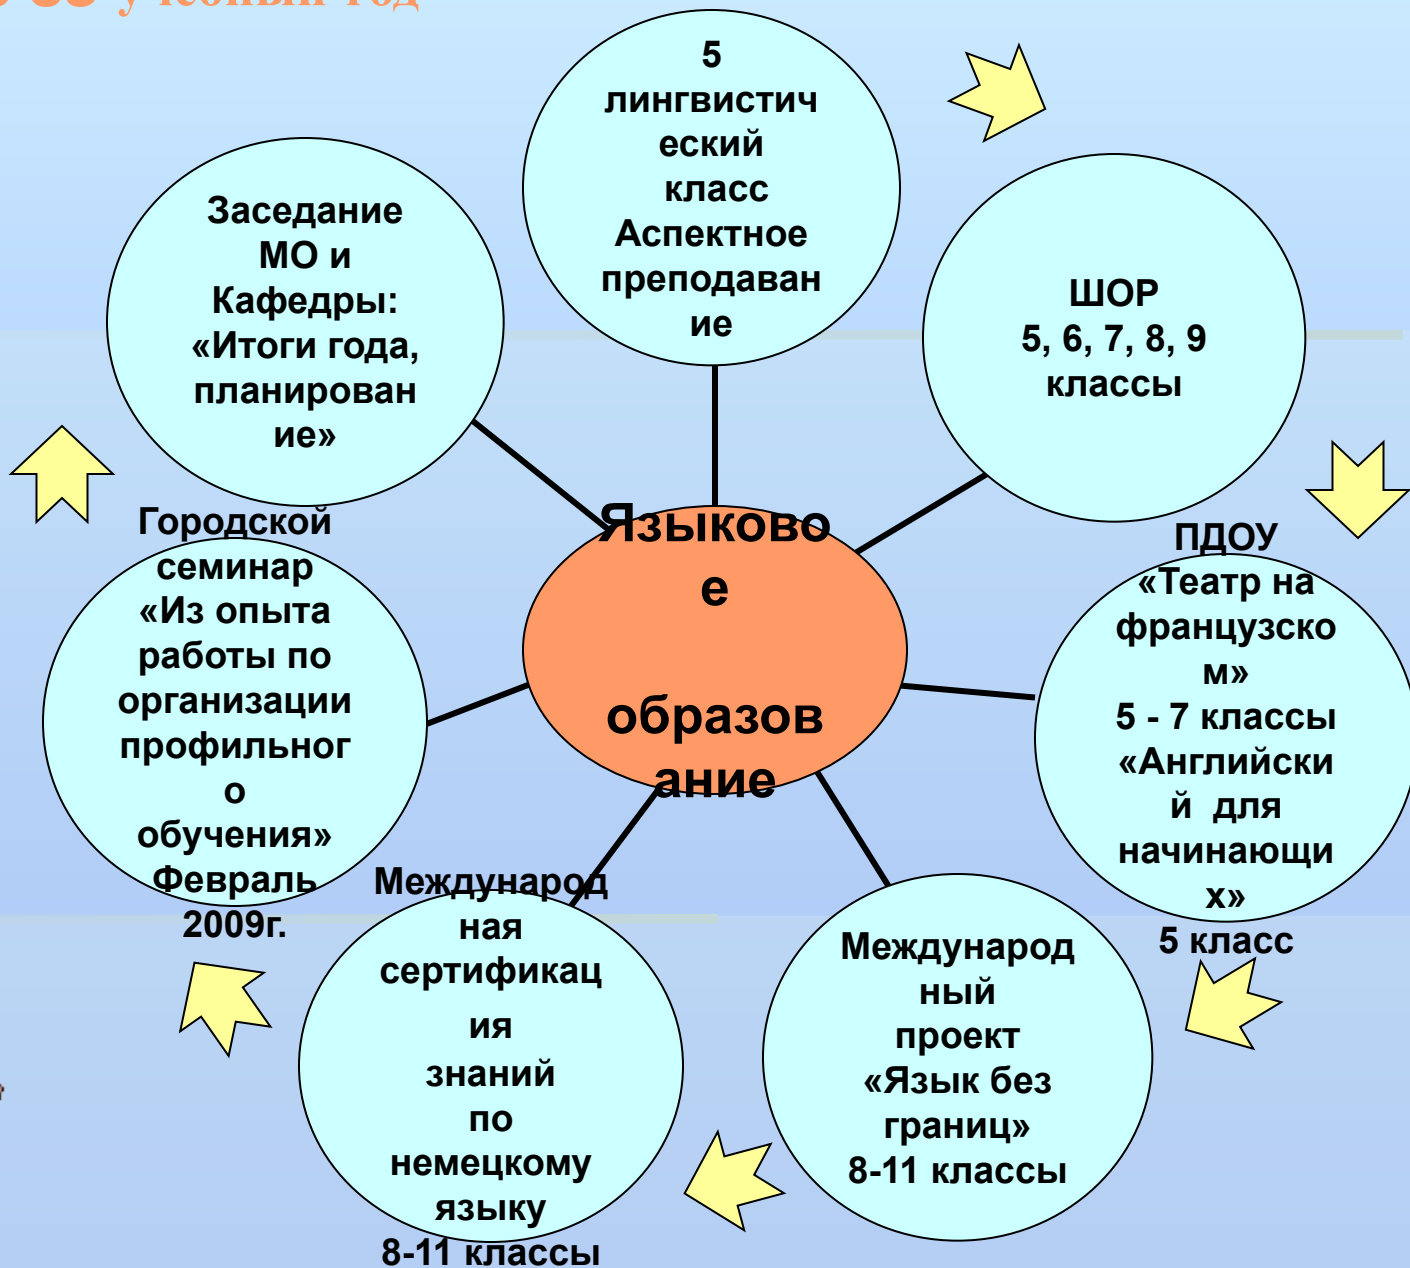 учебный год
5
лингвистич
еский
класс
Аспектное
преподаван
ие
ШОР
5, 6, 7, 8, 9
классы
ПДОУ
«Театр на
французско
м»
5 - 7 классы
«Английски
й для
начинающи
х»
5 класс
Международ
ный
проект
«Язык без
границ»
8-11 классы
Международ
ная
сертификац
ия
знаний
по
немецкому
языку
8-11 классы
Городской
семинар
«Из опыта
работы по
организации
профильног
о
обучения»
Февраль
2009г.
Заседание
МО и
Кафедры:
«Итоги года,
планирован
ие»
Языково
е
образов
ание